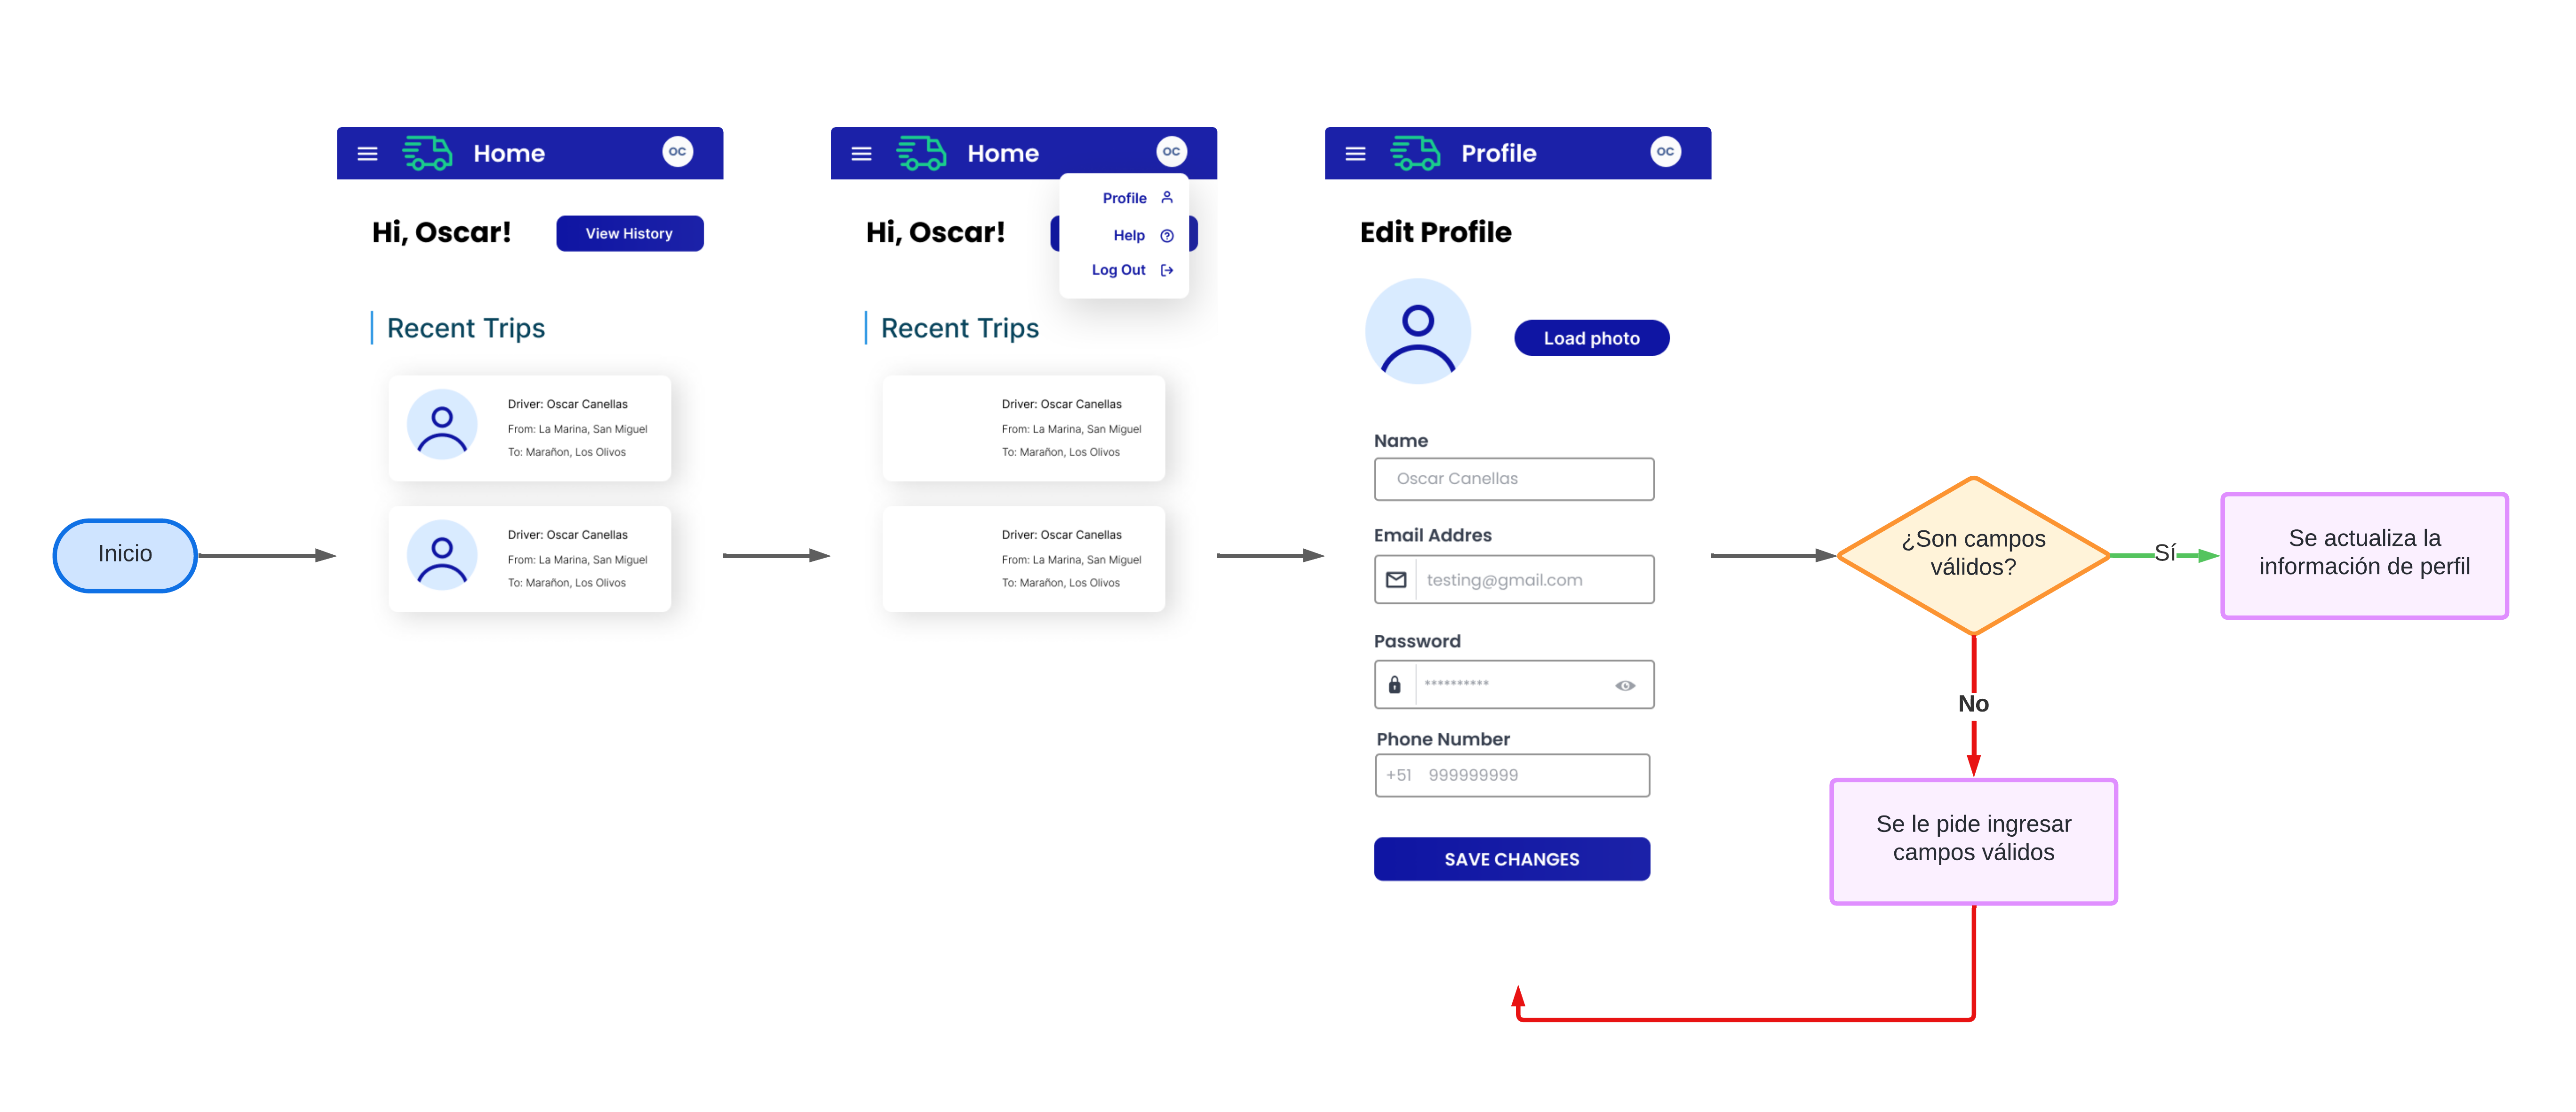 Inicio
Home
OC
Hi, Oscar!
View History
Recent Trips
Driver: Oscar Canellas
From: La Marina, San Miguel
To: Marañon, Los Olivos
Driver: Oscar Canellas
From: La Marina, San Miguel
To: Marañon, Los Olivos
Home
OC
Profile
Help
Log Out
Hi, Oscar!
Recent Trips
Driver: Oscar Canellas
From: La Marina, San Miguel
To: Marañon, Los Olivos
Driver: Oscar Canellas
From: La Marina, San Miguel
To: Marañon, Los Olivos
Profile
OC
Edit Profile
Load photo
Name
Oscar Canellas
Email Addres
testing@gmail.com
Password
**********
Phone Number
+51 999999999
SAVE CHANGES
¿Son campos
válidos?
Sí
Se actualiza la
información de perfil
No
Se le pide ingresar
campos válidos